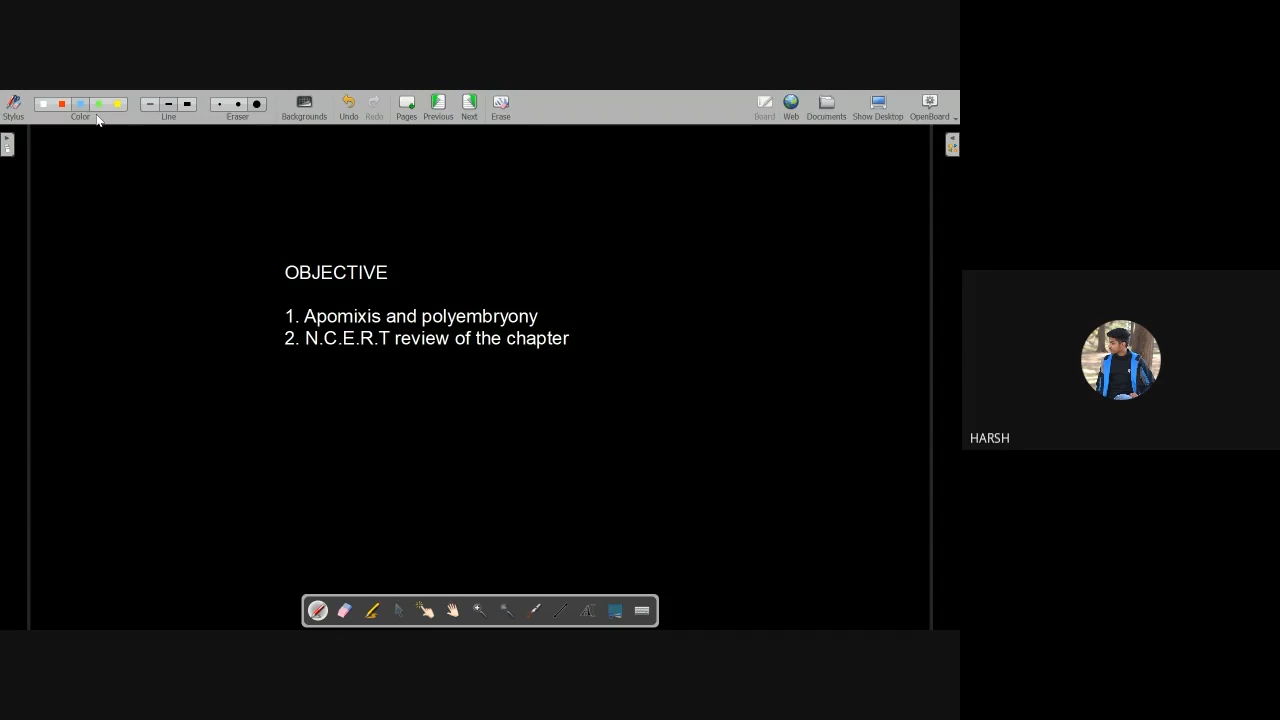 Stylus Color Line Eraser Backgrounds Undo Redo Pages Previous Next Erase Board Web Documents Show Desktop OpenBoard
OBJECTIVE
1. Apomixis and polyembryony
2. N.C.E.R.T review of the chapter
HARSH